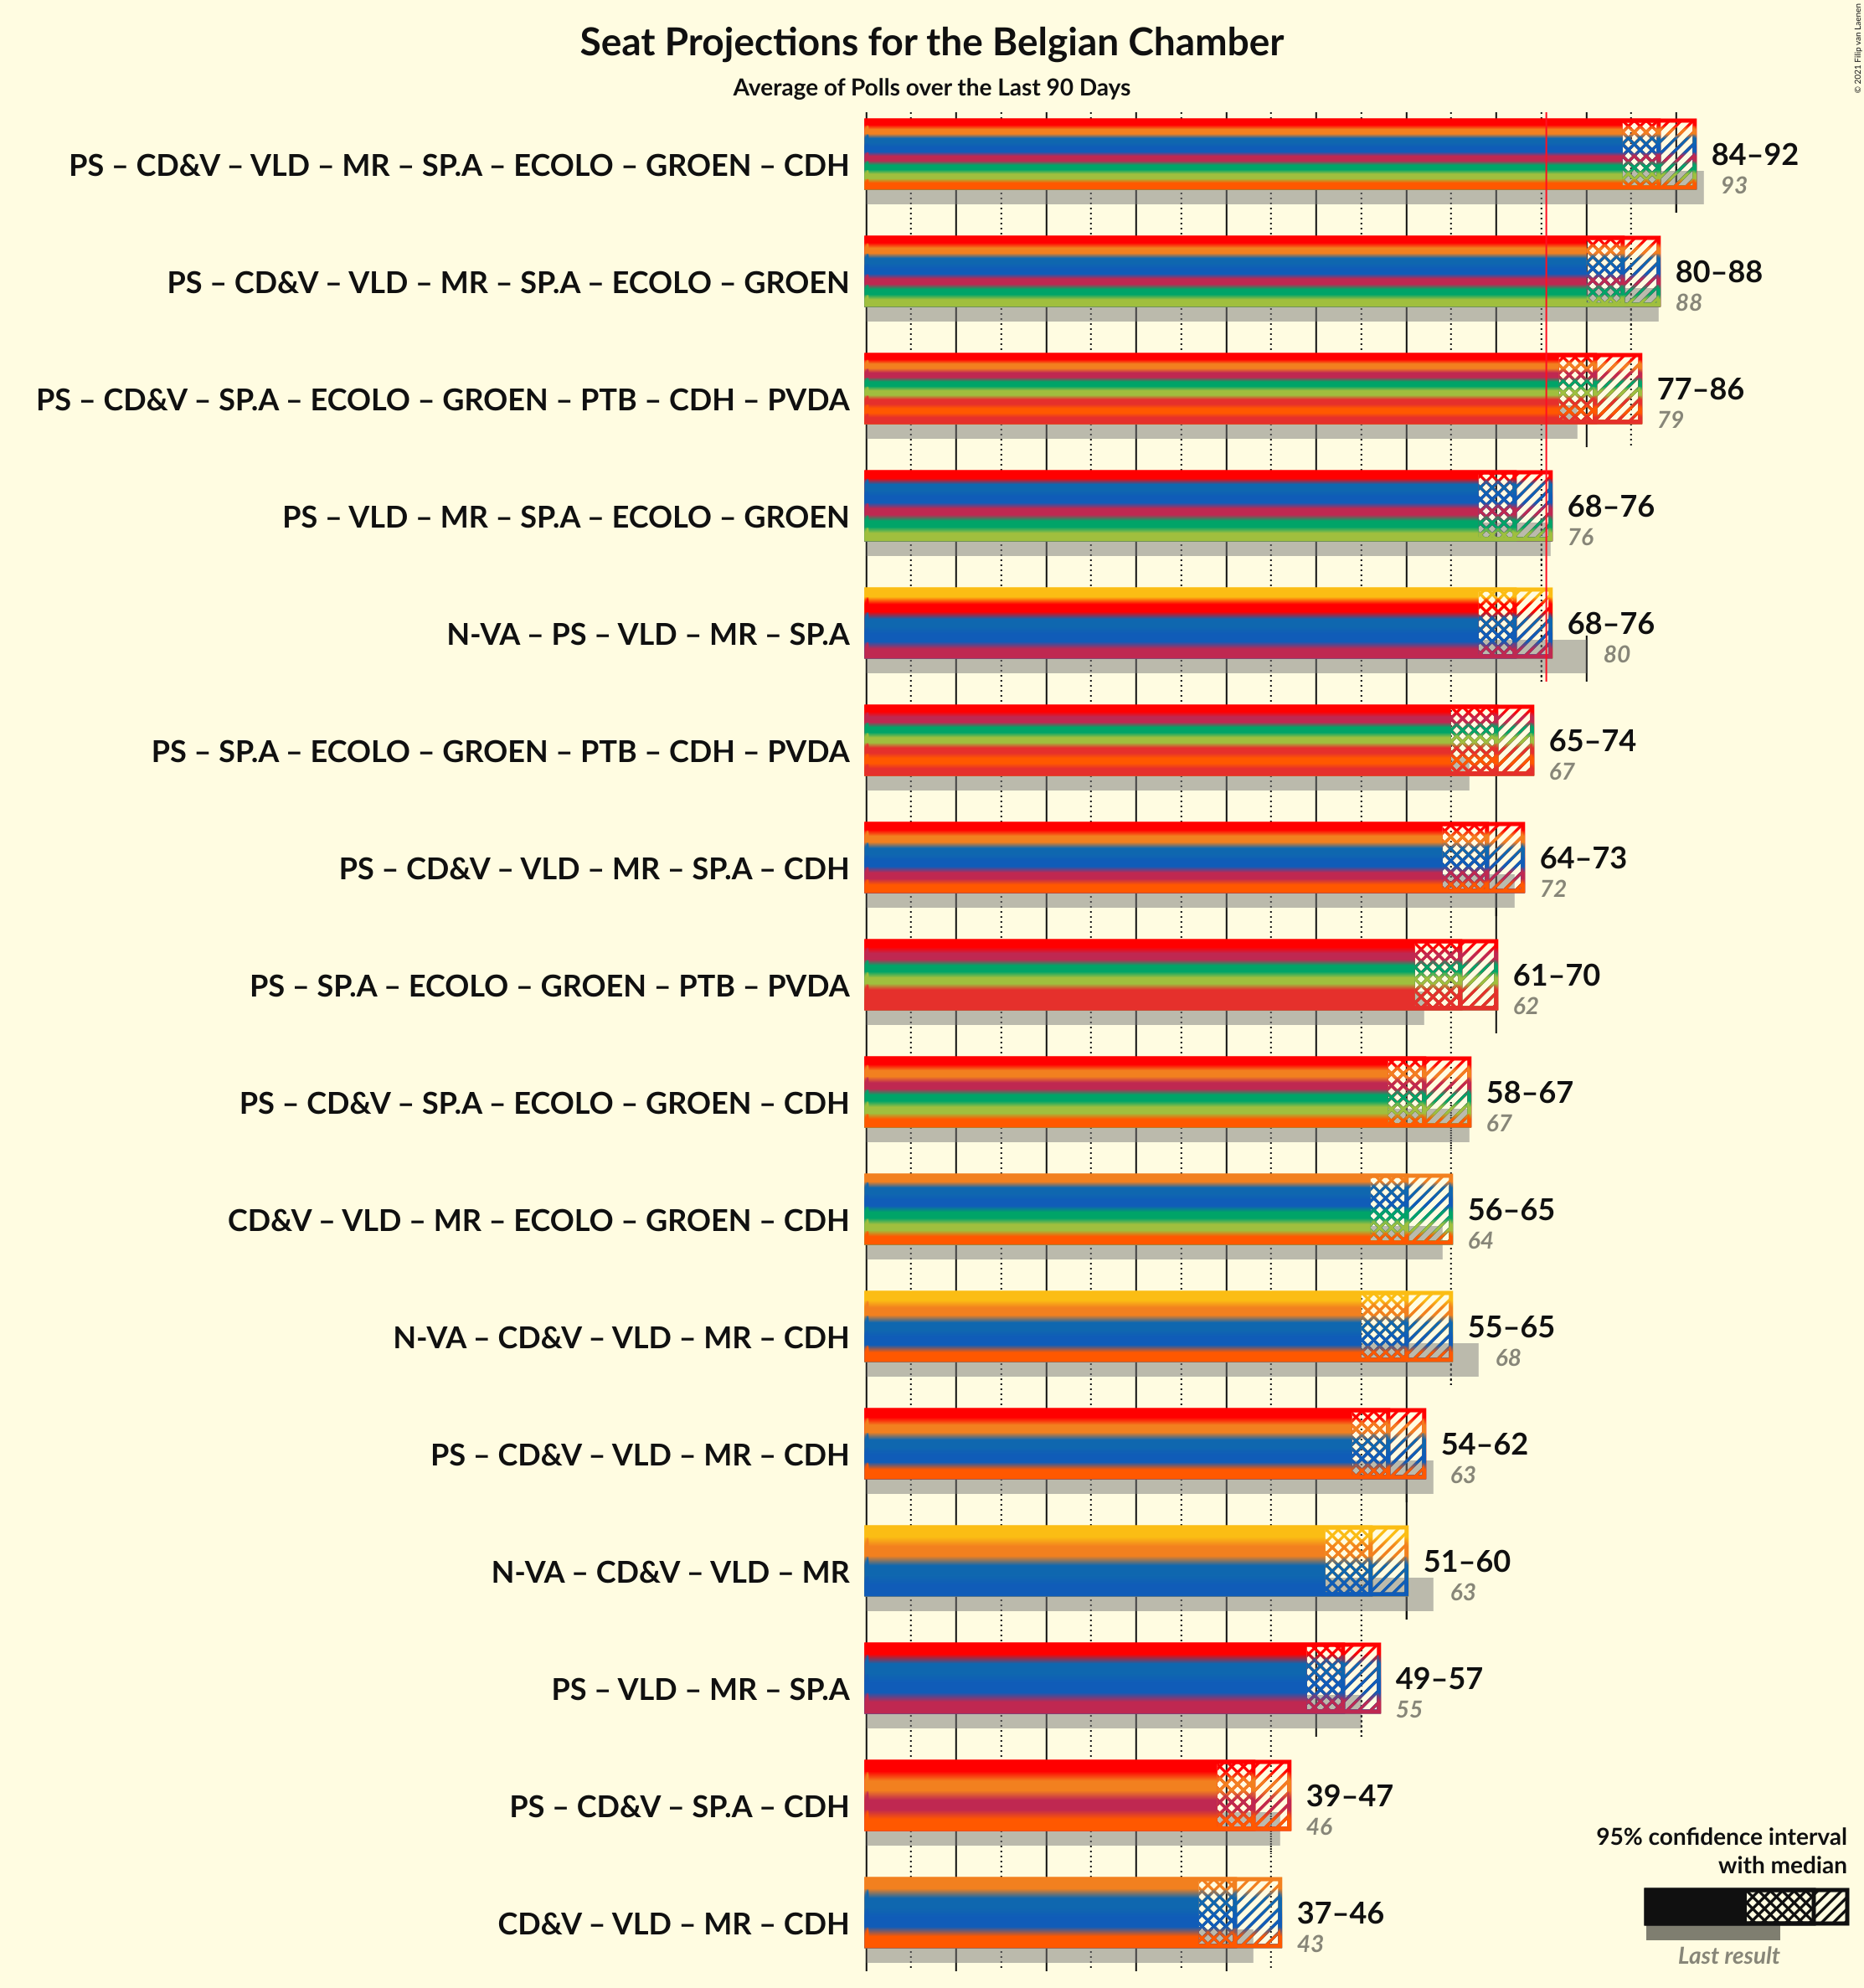 Seat Projections for the Belgian Chamber
Average of Polls over the Last 90 Days
© 2021 Filip van Laenen
PS – CD&V – VLD – MR – SP.A – ECOLO – GROEN – CDH
84–92
93
PS – CD&V – VLD – MR – SP.A – ECOLO – GROEN
80–88
88
PS – CD&V – SP.A – ECOLO – GROEN – PTB – CDH – PVDA
77–86
79
PS – VLD – MR – SP.A – ECOLO – GROEN
68–76
76
N-VA – PS – VLD – MR – SP.A
68–76
80
PS – SP.A – ECOLO – GROEN – PTB – CDH – PVDA
65–74
67
PS – CD&V – VLD – MR – SP.A – CDH
64–73
72
PS – SP.A – ECOLO – GROEN – PTB – PVDA
61–70
62
PS – CD&V – SP.A – ECOLO – GROEN – CDH
58–67
67
CD&V – VLD – MR – ECOLO – GROEN – CDH
56–65
64
N-VA – CD&V – VLD – MR – CDH
55–65
68
PS – CD&V – VLD – MR – CDH
54–62
63
N-VA – CD&V – VLD – MR
51–60
63
PS – VLD – MR – SP.A
49–57
55
PS – CD&V – SP.A – CDH
39–47
46
CD&V – VLD – MR – CDH
37–46
43
95% confidence interval
with median
Last result